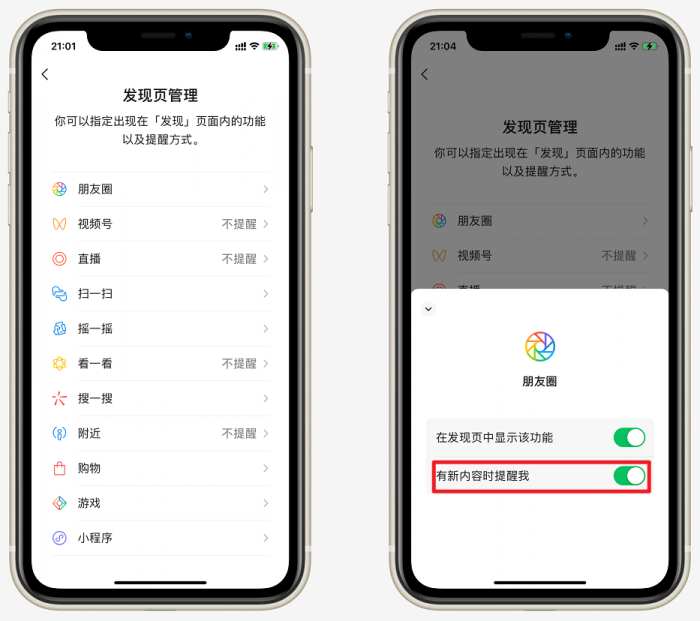 21:01
发现页管理
你可以指定出现在「发现」页面内的功能
以及提醒方式。
朋友圈
视频号 不提醒
直播 不提醒
扫一扫
摇一摇
看一看 不提醒
搜一搜
附近 不提醒
购物
游戏
小程序
21:04
发现页管理
你可以指定出现在「发现」页面内的功能
以及提醒方式。
朋友圈
视频号 不提醒
直播 不提醒
朋友圈
在发现页中显示该功能
有新内容时提醒我